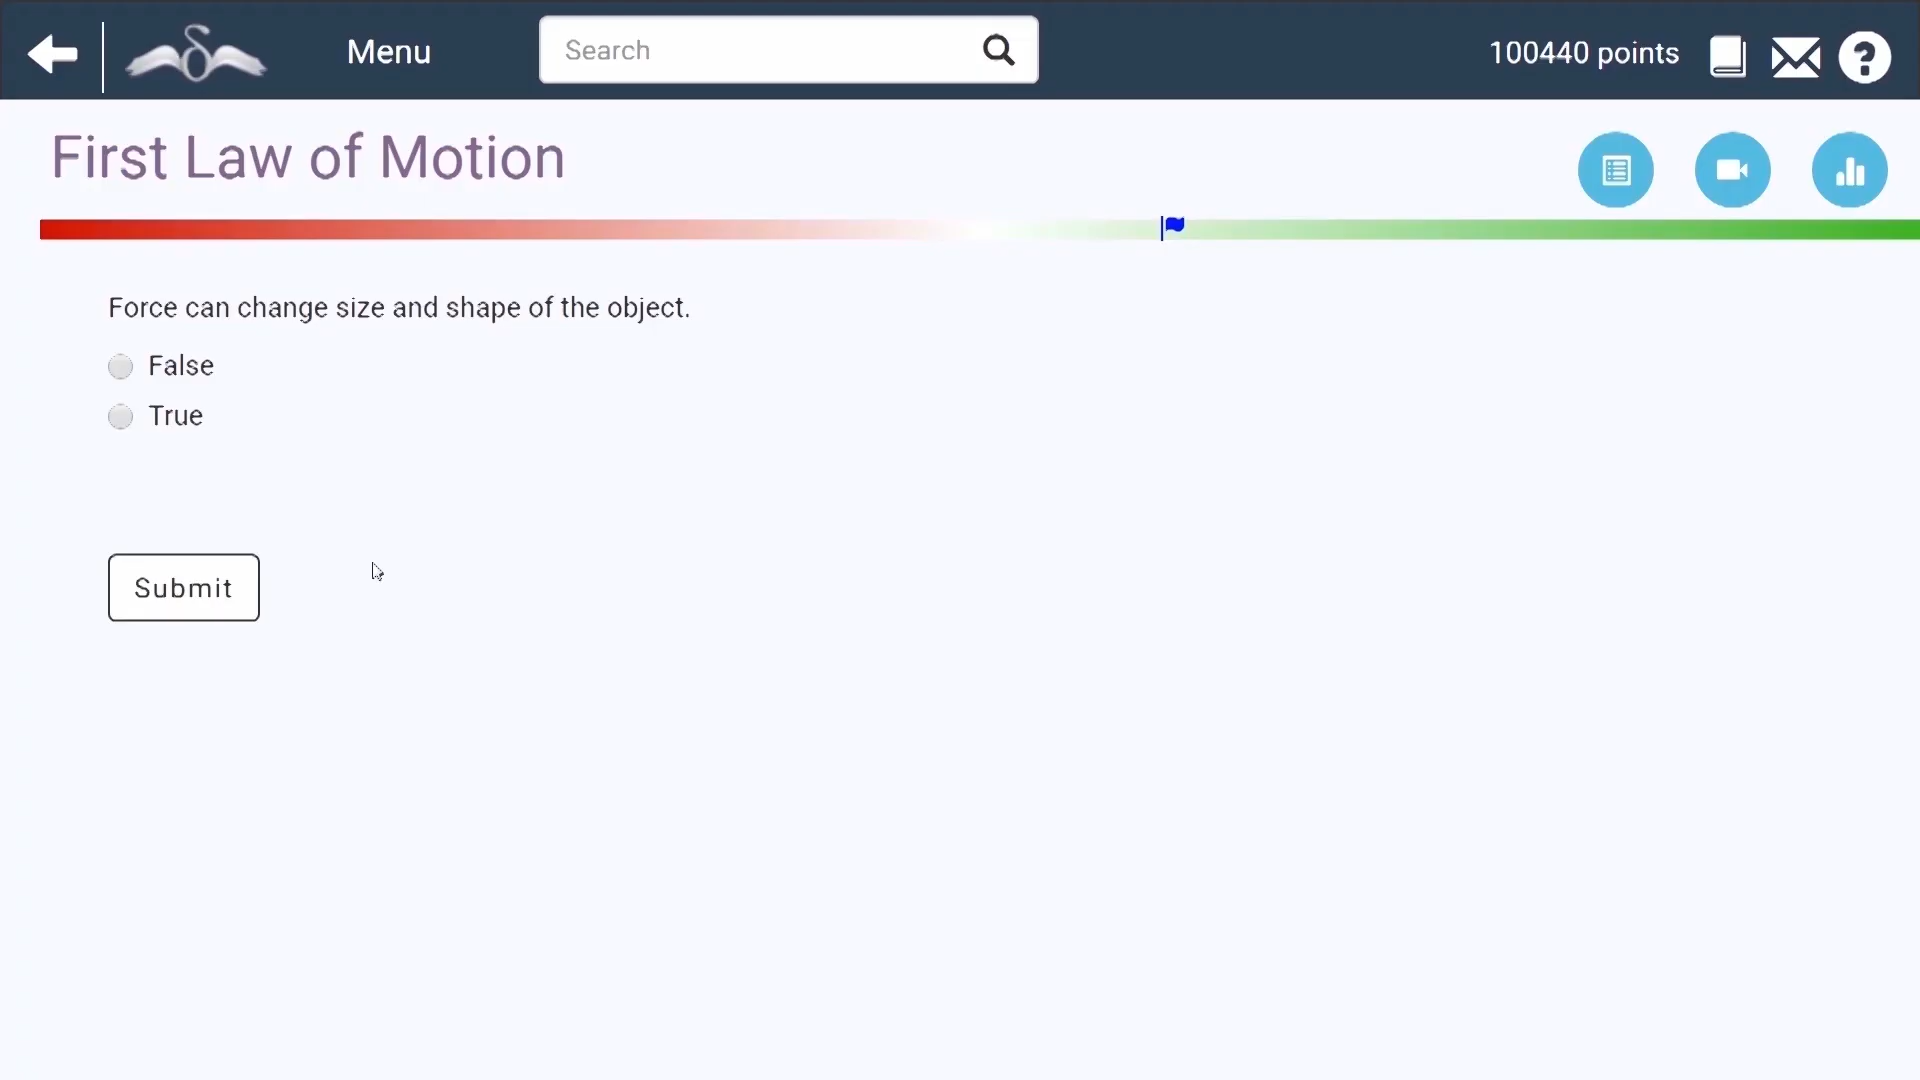 Menu
Search
100440 points
First Law of Motion
Force can change size and shape of the object.
False
True
Submit